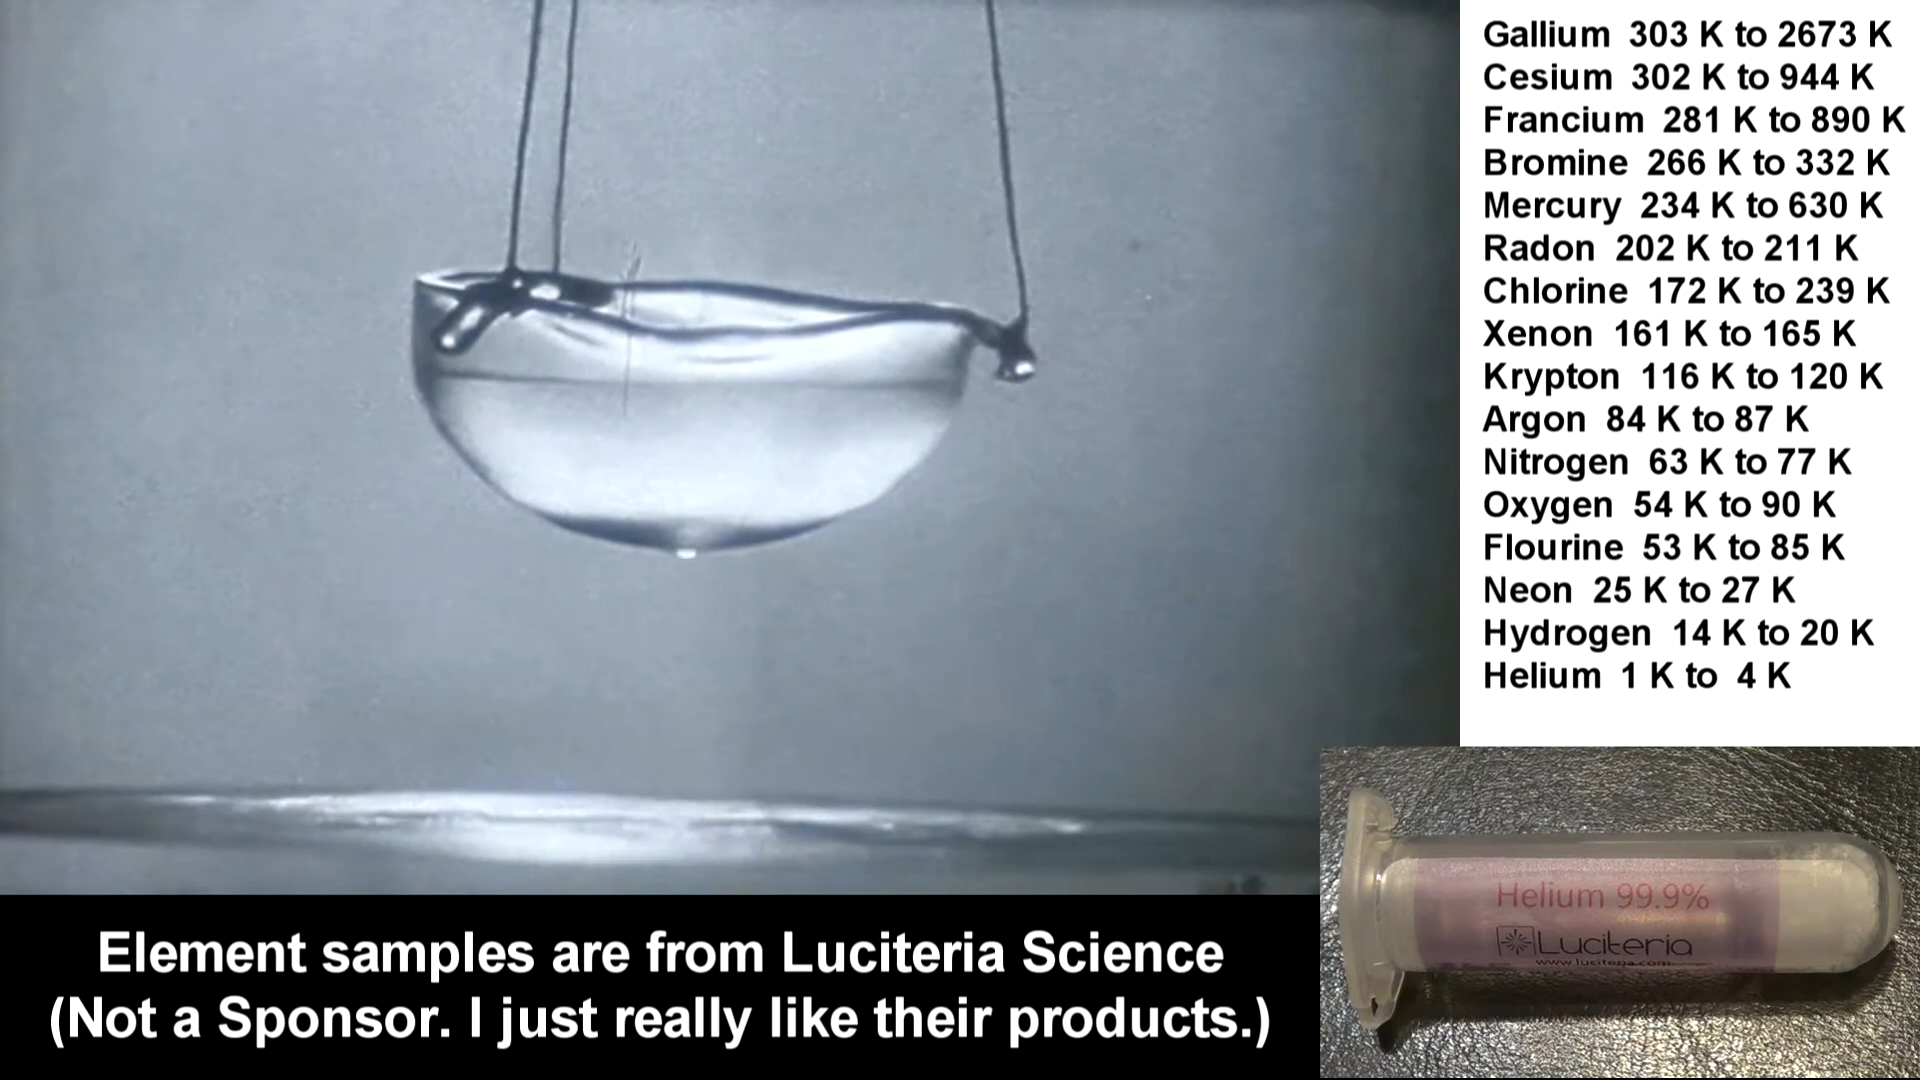 Gallium 303 K to 2673 K
Cesium 302 K to 944 K
Francium 281 K to 890 K
Bromine 266 K to 332 K
Mercury 234 K to 630 K
Radon 202 K to 211 K
Chlorine 172 K to 239 K
Xenon 161 K to 165 K
Krypton 116 K to 120 K
Argon 84 K to 87 K
Nitrogen 63 K to 77 K
Oxygen 54 K to 90 K
Flourine 53 K to 85 K
Neon 25 K to 27 K
Hydrogen 14 K to 20 K
Helium 1 K to 4 K
Helium 99.9%
Luciteria
www.luciteria.com
Element samples are from Luciteria Science
(Not a Sponsor. I just really like their products.)